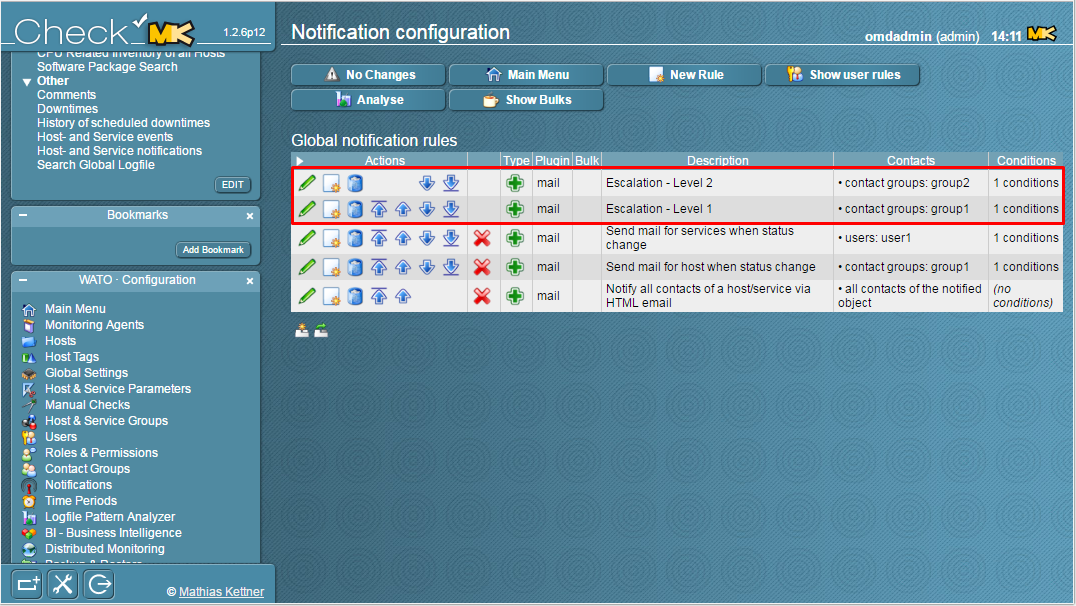 Check MK 1.2.6p12
Notification configuration
omdadmin (admin) 14:11 MK
CPU Related Inventory of all Hosts
Software Package Search
Other
Comments
Downtimes
History of scheduled downtimes
Host- and Service events
Host- and Service notifications
Search Global Logfile
EDIT
Bookmarks
Add Bookmark
WATO · Configuration
Main Menu
Monitoring Agents
Hosts
Host Tags
Global Settings
Host & Service Parameters
Manual Checks
Host & Service Groups
Users
Roles & Permissions
Contact Groups
Notifications
Time Periods
Logfile Pattern Analyzer
BI - Business Intelligence
Distributed Monitoring
© Mathias Kettner
No Changes Main Menu New Rule Show user rules
Analyse Show Bulks
Global notification rules
Actions Type Plugin Bulk Description Contacts Conditions
mail Escalation - Level 2 • contact groups: group2 1 conditions
mail Escalation - Level 1 • contact groups: group1 1 conditions
mail Send mail for services when status • users: user1 1 conditions
change
mail Send mail for host when status change • contact groups: group1 1 conditions
mail Notify all contacts of a host/service via • all contacts of the notified (no
HTML email object conditions)